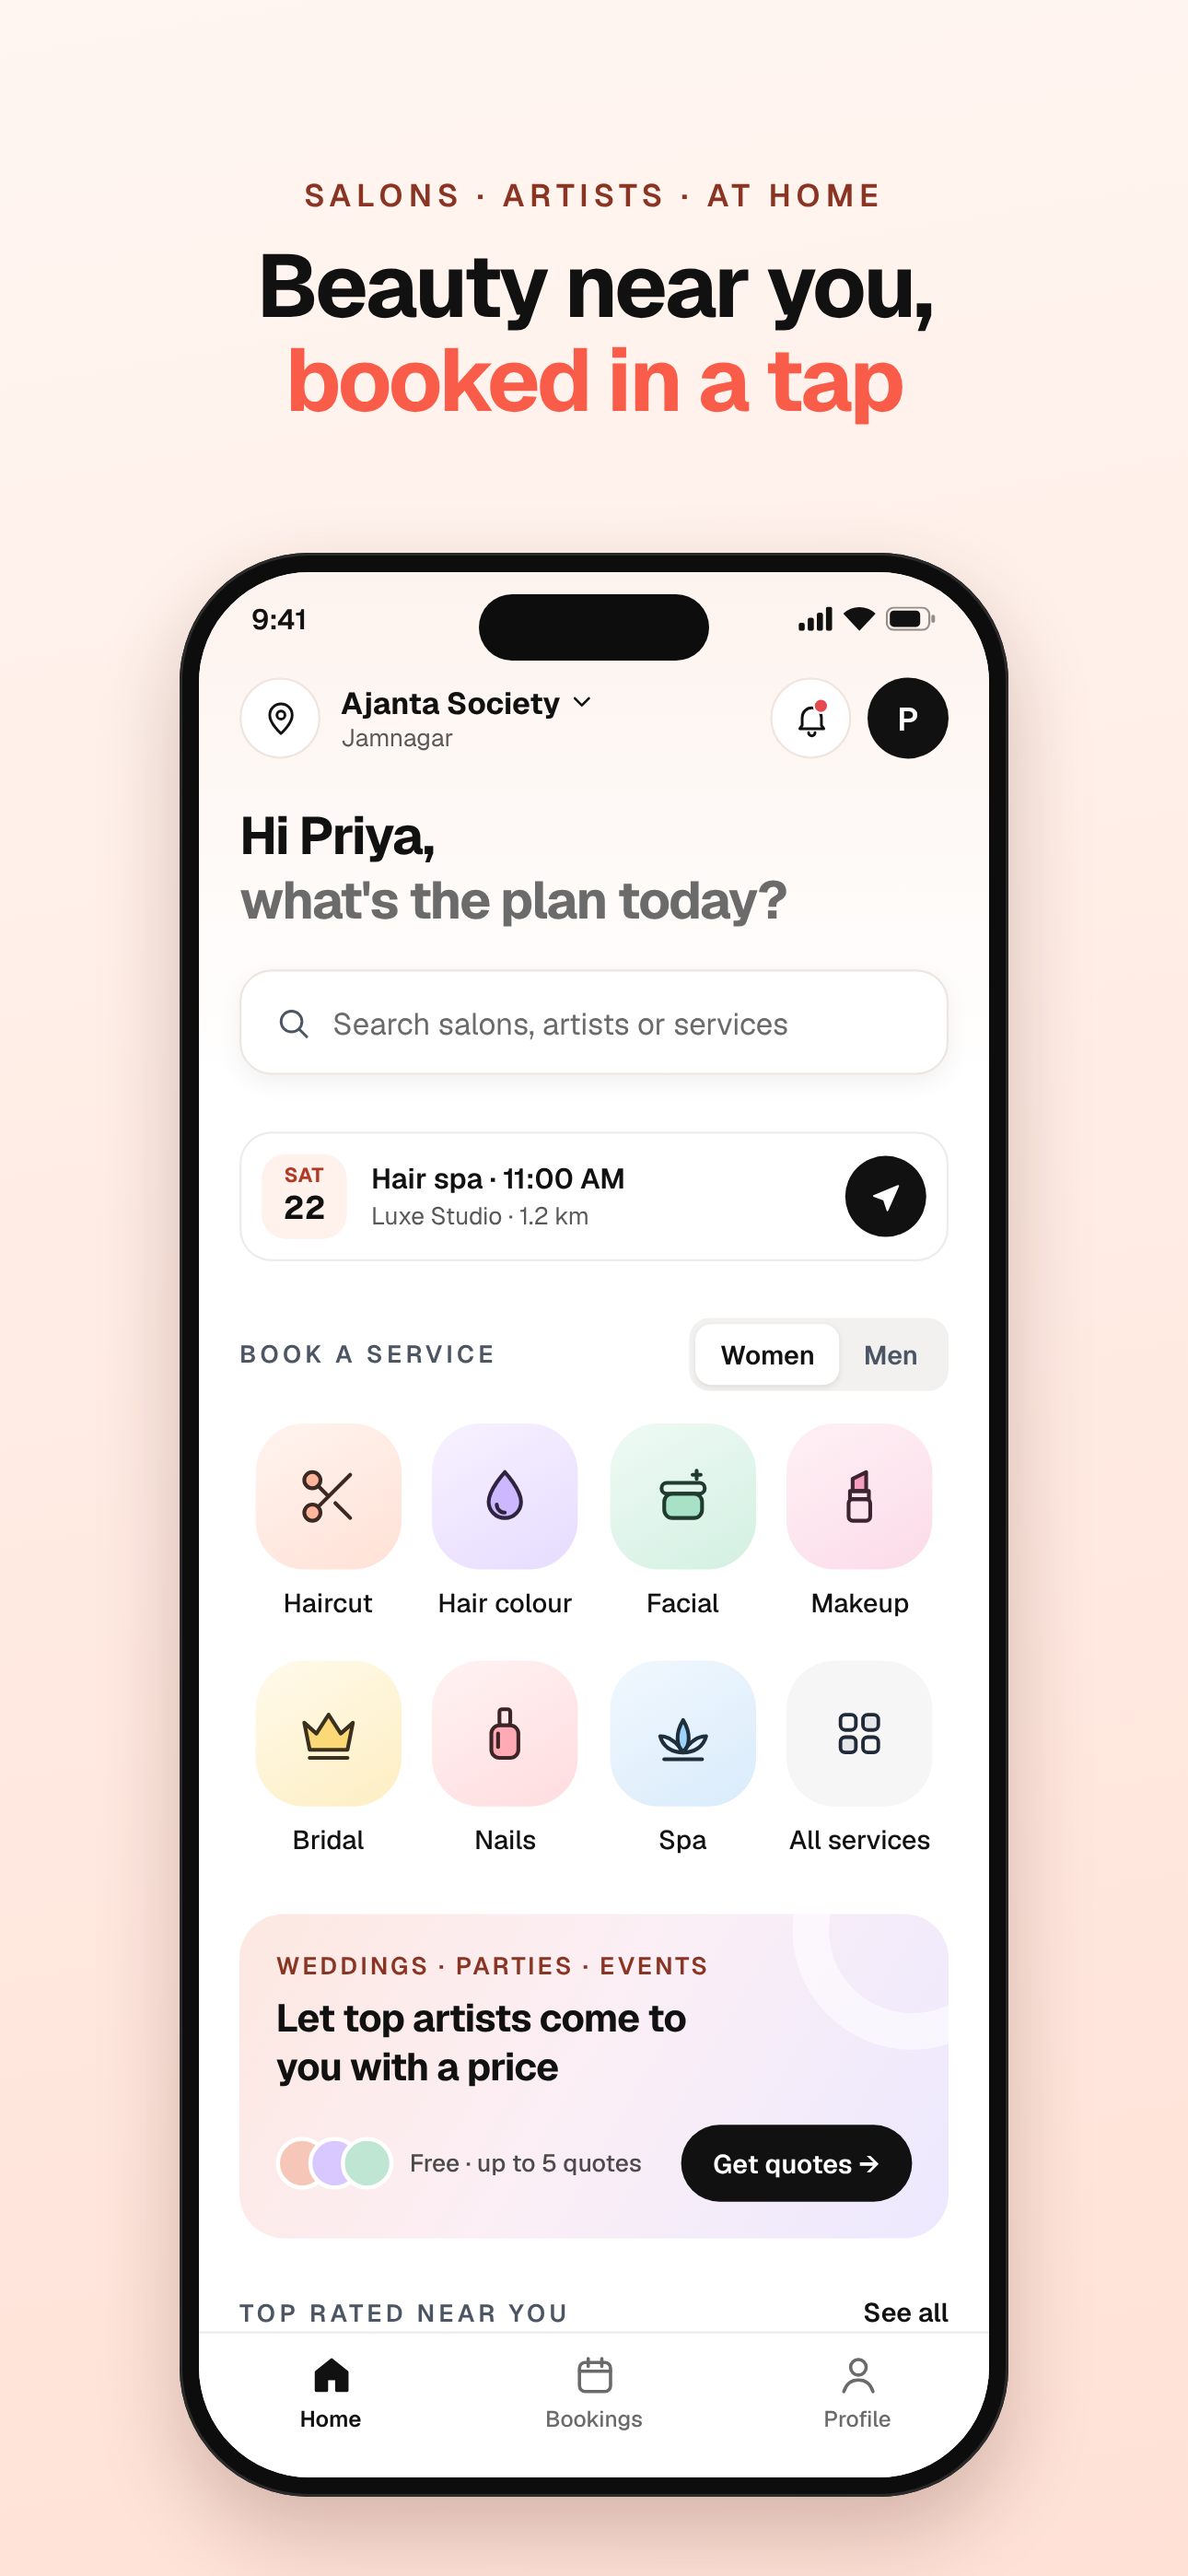 SALONS · ARTISTS · AT HOME
Beauty near you,
booked in a tap
9:41
Ajanta Society
Jamnagar
P
Hi Priya,
what's the plan today?
Search salons, artists or services
SAT
22
Hair spa · 11:00 AM
Luxe Studio · 1.2 km
BOOK A SERVICE
Women Men
Haircut Hair colour Facial Makeup
Bridal Nails Spa All services
WEDDINGS · PARTIES · EVENTS
Let top artists come to
you with a price
Free · up to 5 quotes
Get quotes →
TOP RATED NEAR YOU See all
Home Bookings Profile